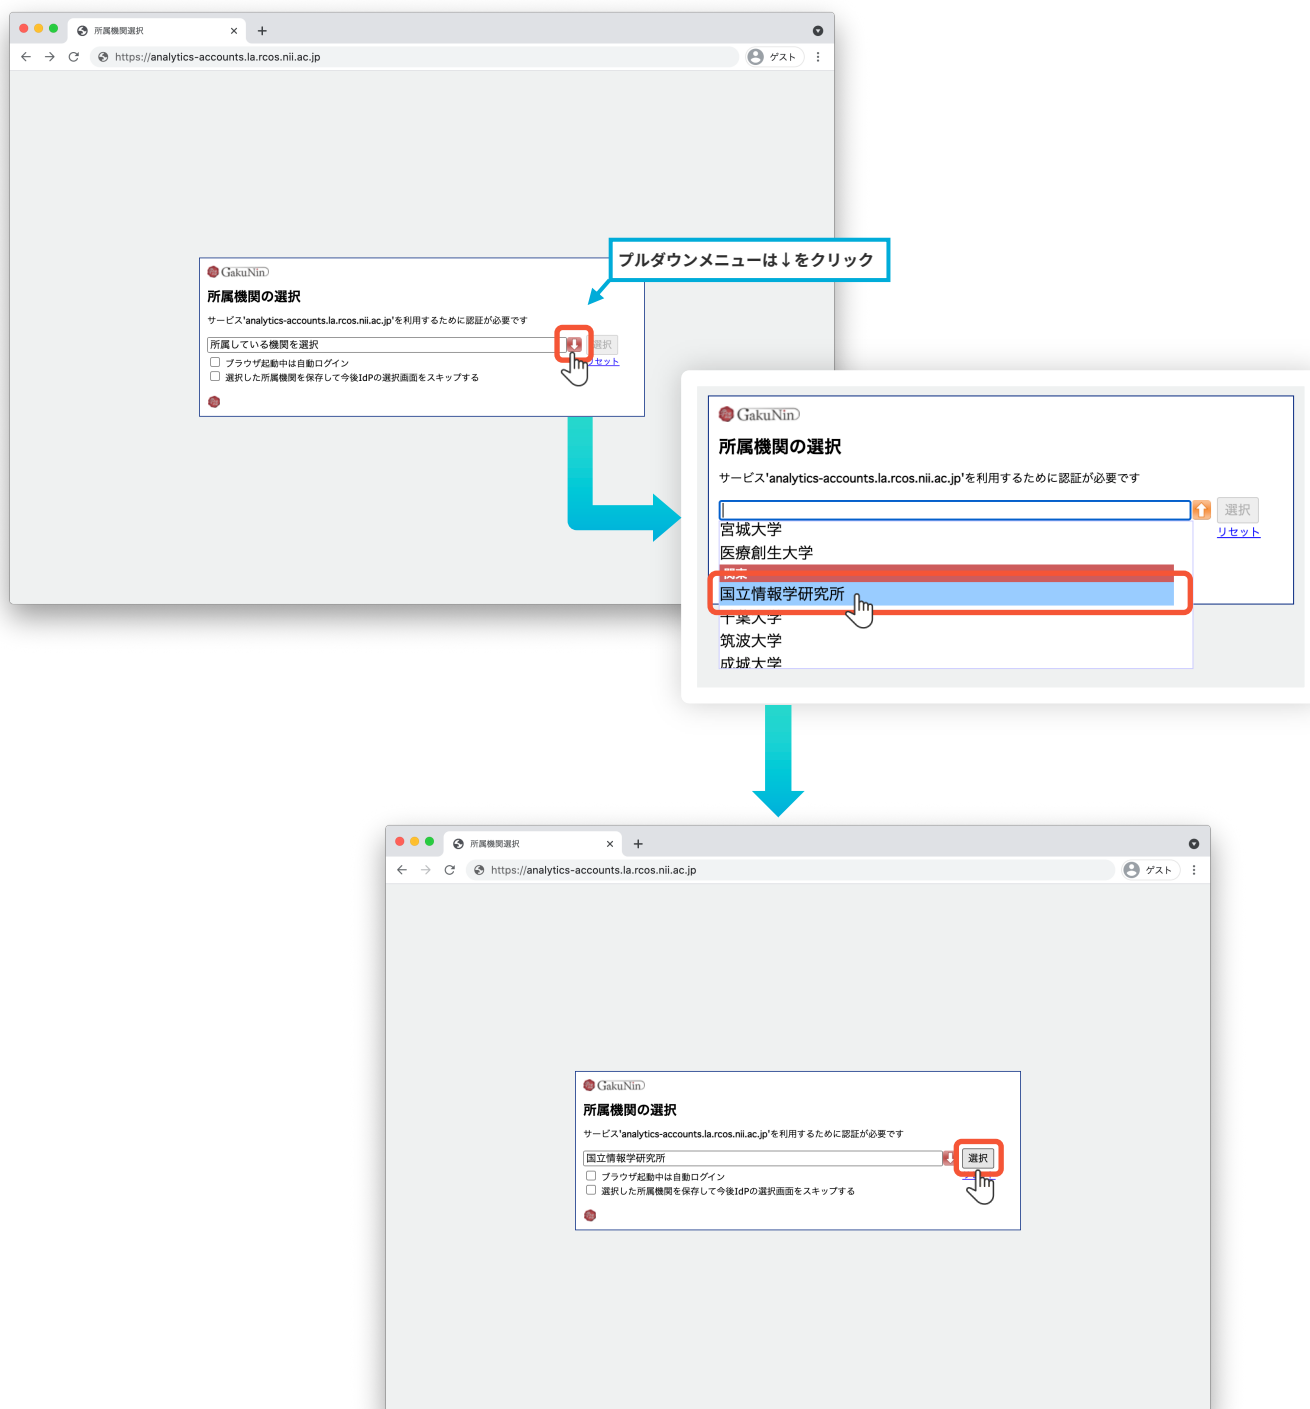 所属機関選択
https://analytics-accounts.la.rcos.nii.ac.jp
ゲスト
プルダウンメニューは↓をクリック
GakuNin
所属機関の選択
サービス'analytics-accounts.la.rcos.nii.ac.jp'を利用するために認証が必要です
所属している機関を選択
選択
リセット
ブラウザ起動中は自動ログイン
選択した所属機関を保存して今後IdPの選択画面をスキップする
GakuNin
所属機関の選択
サービス'analytics-accounts.la.rcos.nii.ac.jp'を利用するために認証が必要です
選択
リセット
宮城大学
医療創生大学
関東
国立情報学研究所
千葉大学
筑波大学
成城大学
所属機関選択
https://analytics-accounts.la.rcos.nii.ac.jp
ゲスト
GakuNin
所属機関の選択
サービス'analytics-accounts.la.rcos.nii.ac.jp'を利用するために認証が必要です
国立情報学研究所
選択
ブラウザ起動中は自動ログイン
選択した所属機関を保存して今後IdPの選択画面をスキップする